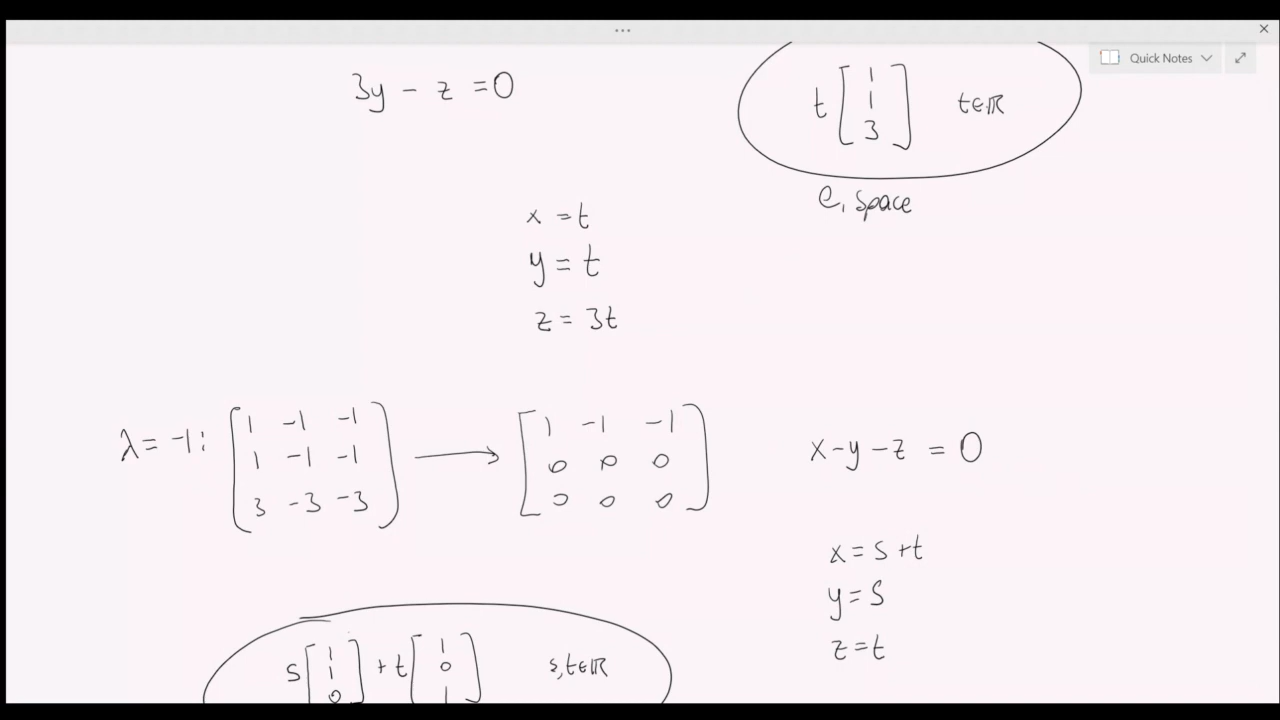 Quick Notes
3y - z = 0
t [1 1 3] t∈ℝ
e, space
x = t
y = t
z = 3t
λ = -1: [1 -1 -1
1 -1 -1
3 -3 -3] → [1 -1 -1
0 0 0
0 0 0]
x - y - z = 0
x = s + t
y = s
z = t
s [1 1 0] + t [1 0 1] s, t∈ℝ